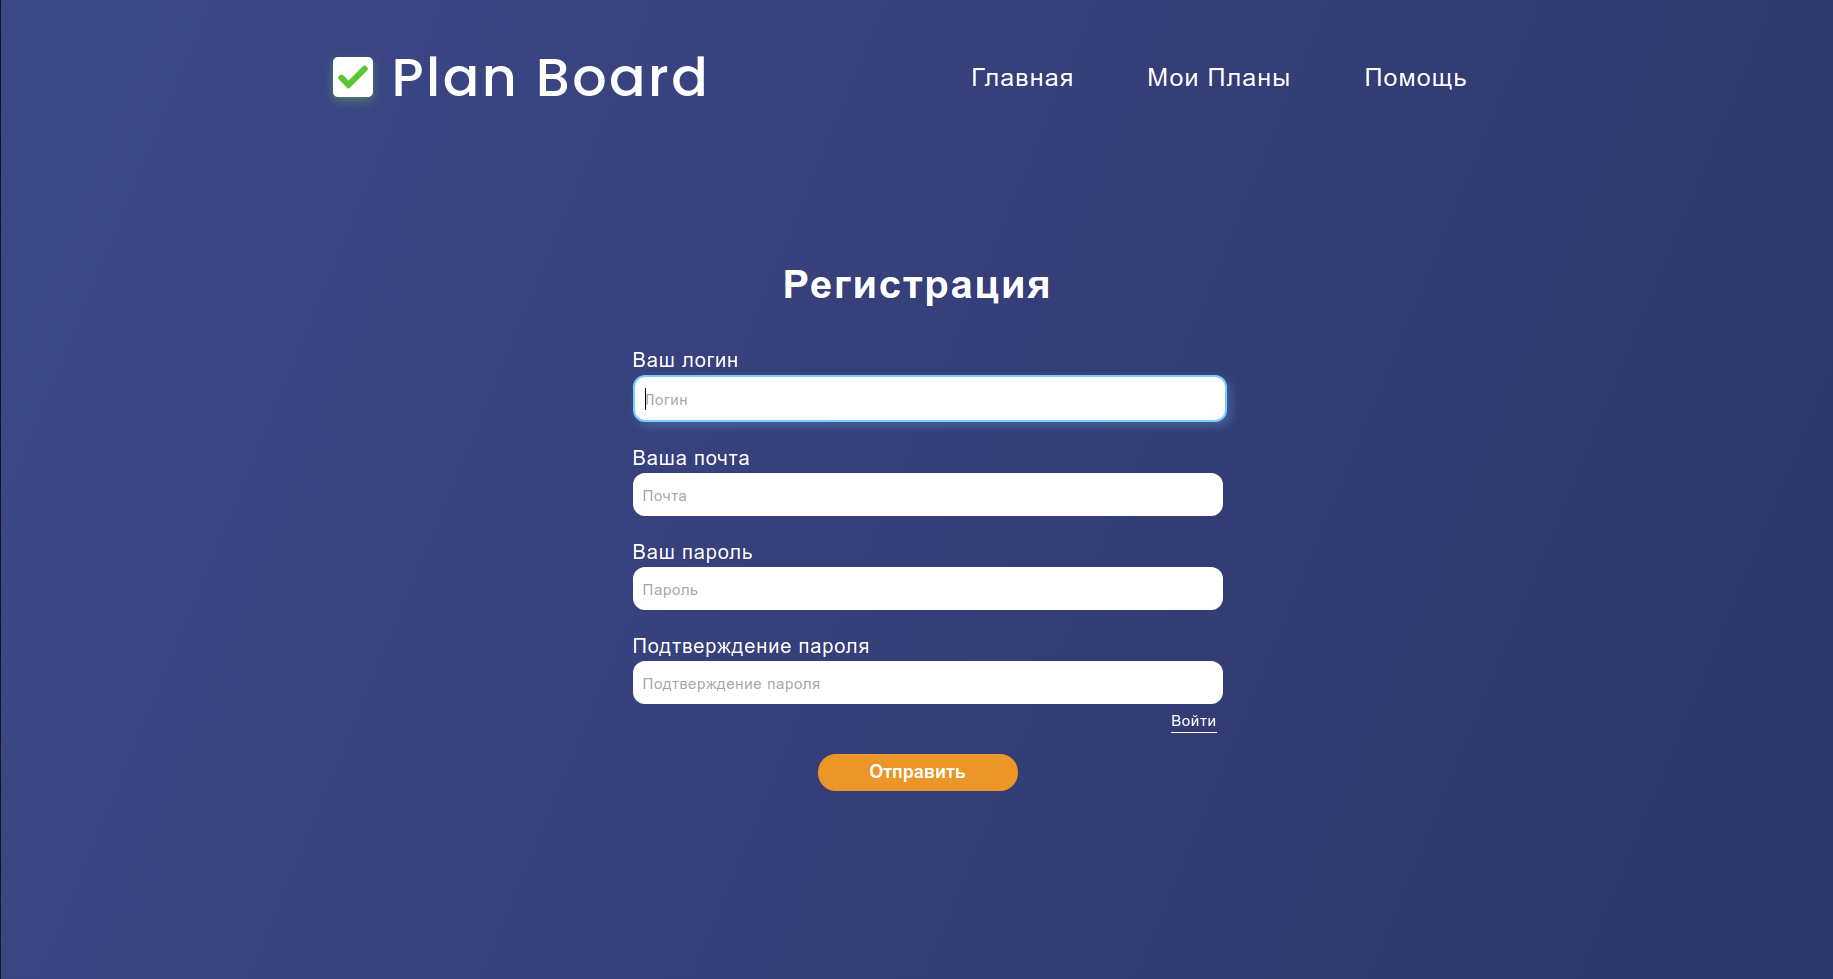 Plan Board
Главная
Мои Планы
Помощь
Регистрация
Ваш логин
Логин
Ваша почта
Почта
Ваш пароль
Пароль
Подтверждение пароля
Подтверждение пароля
Войти
Отправить